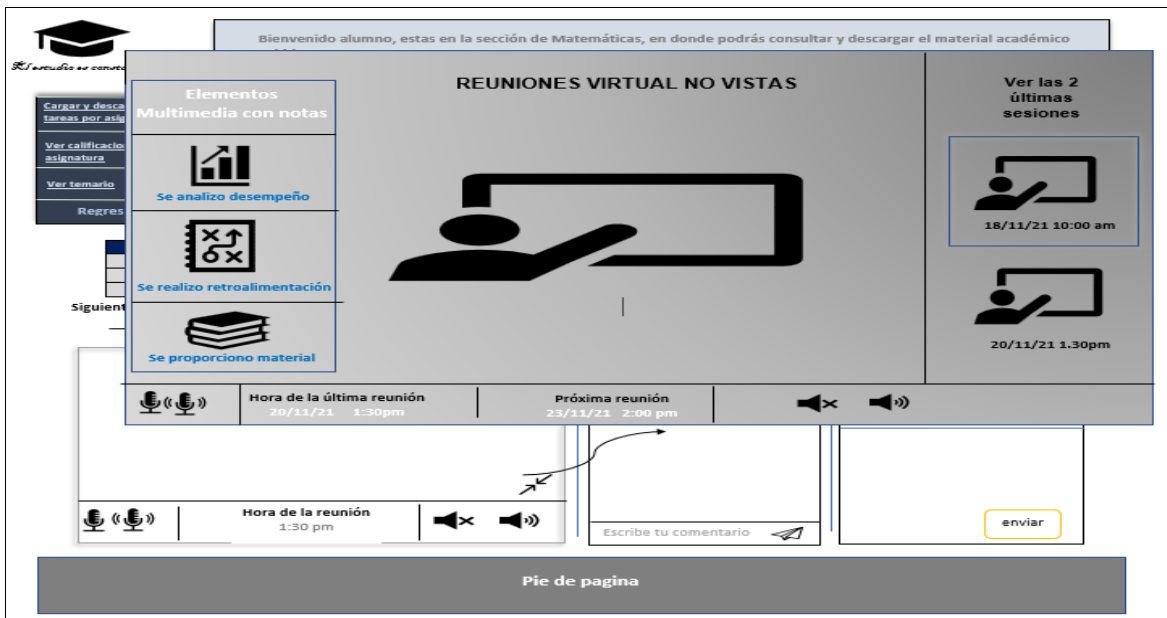 Bienvenido alumno, estas en la sección de Matemáticas, en donde podrás consultar y descargar el material académico
El estudio es
Cargar y desca
tareas por asig
Ver calificacio
asignatura
Ver temario
Regres
Siguient
Elementos
Multimedia con notas
Se analizo desempeño
Se realizo retroalimentación
Se proporciono material
REUNIONES VIRTUAL NO VISTAS
Ver las 2
últimas
sesiones
18/11/21 10:00 am
20/11/21 1.30pm
Hora de la última reunión
20/11/21 1:30pm
Próxima reunión
23/11/21 2:00 pm
Hora de la reunión
1:30 pm
Escribe tu comentario
enviar
Pie de pagina